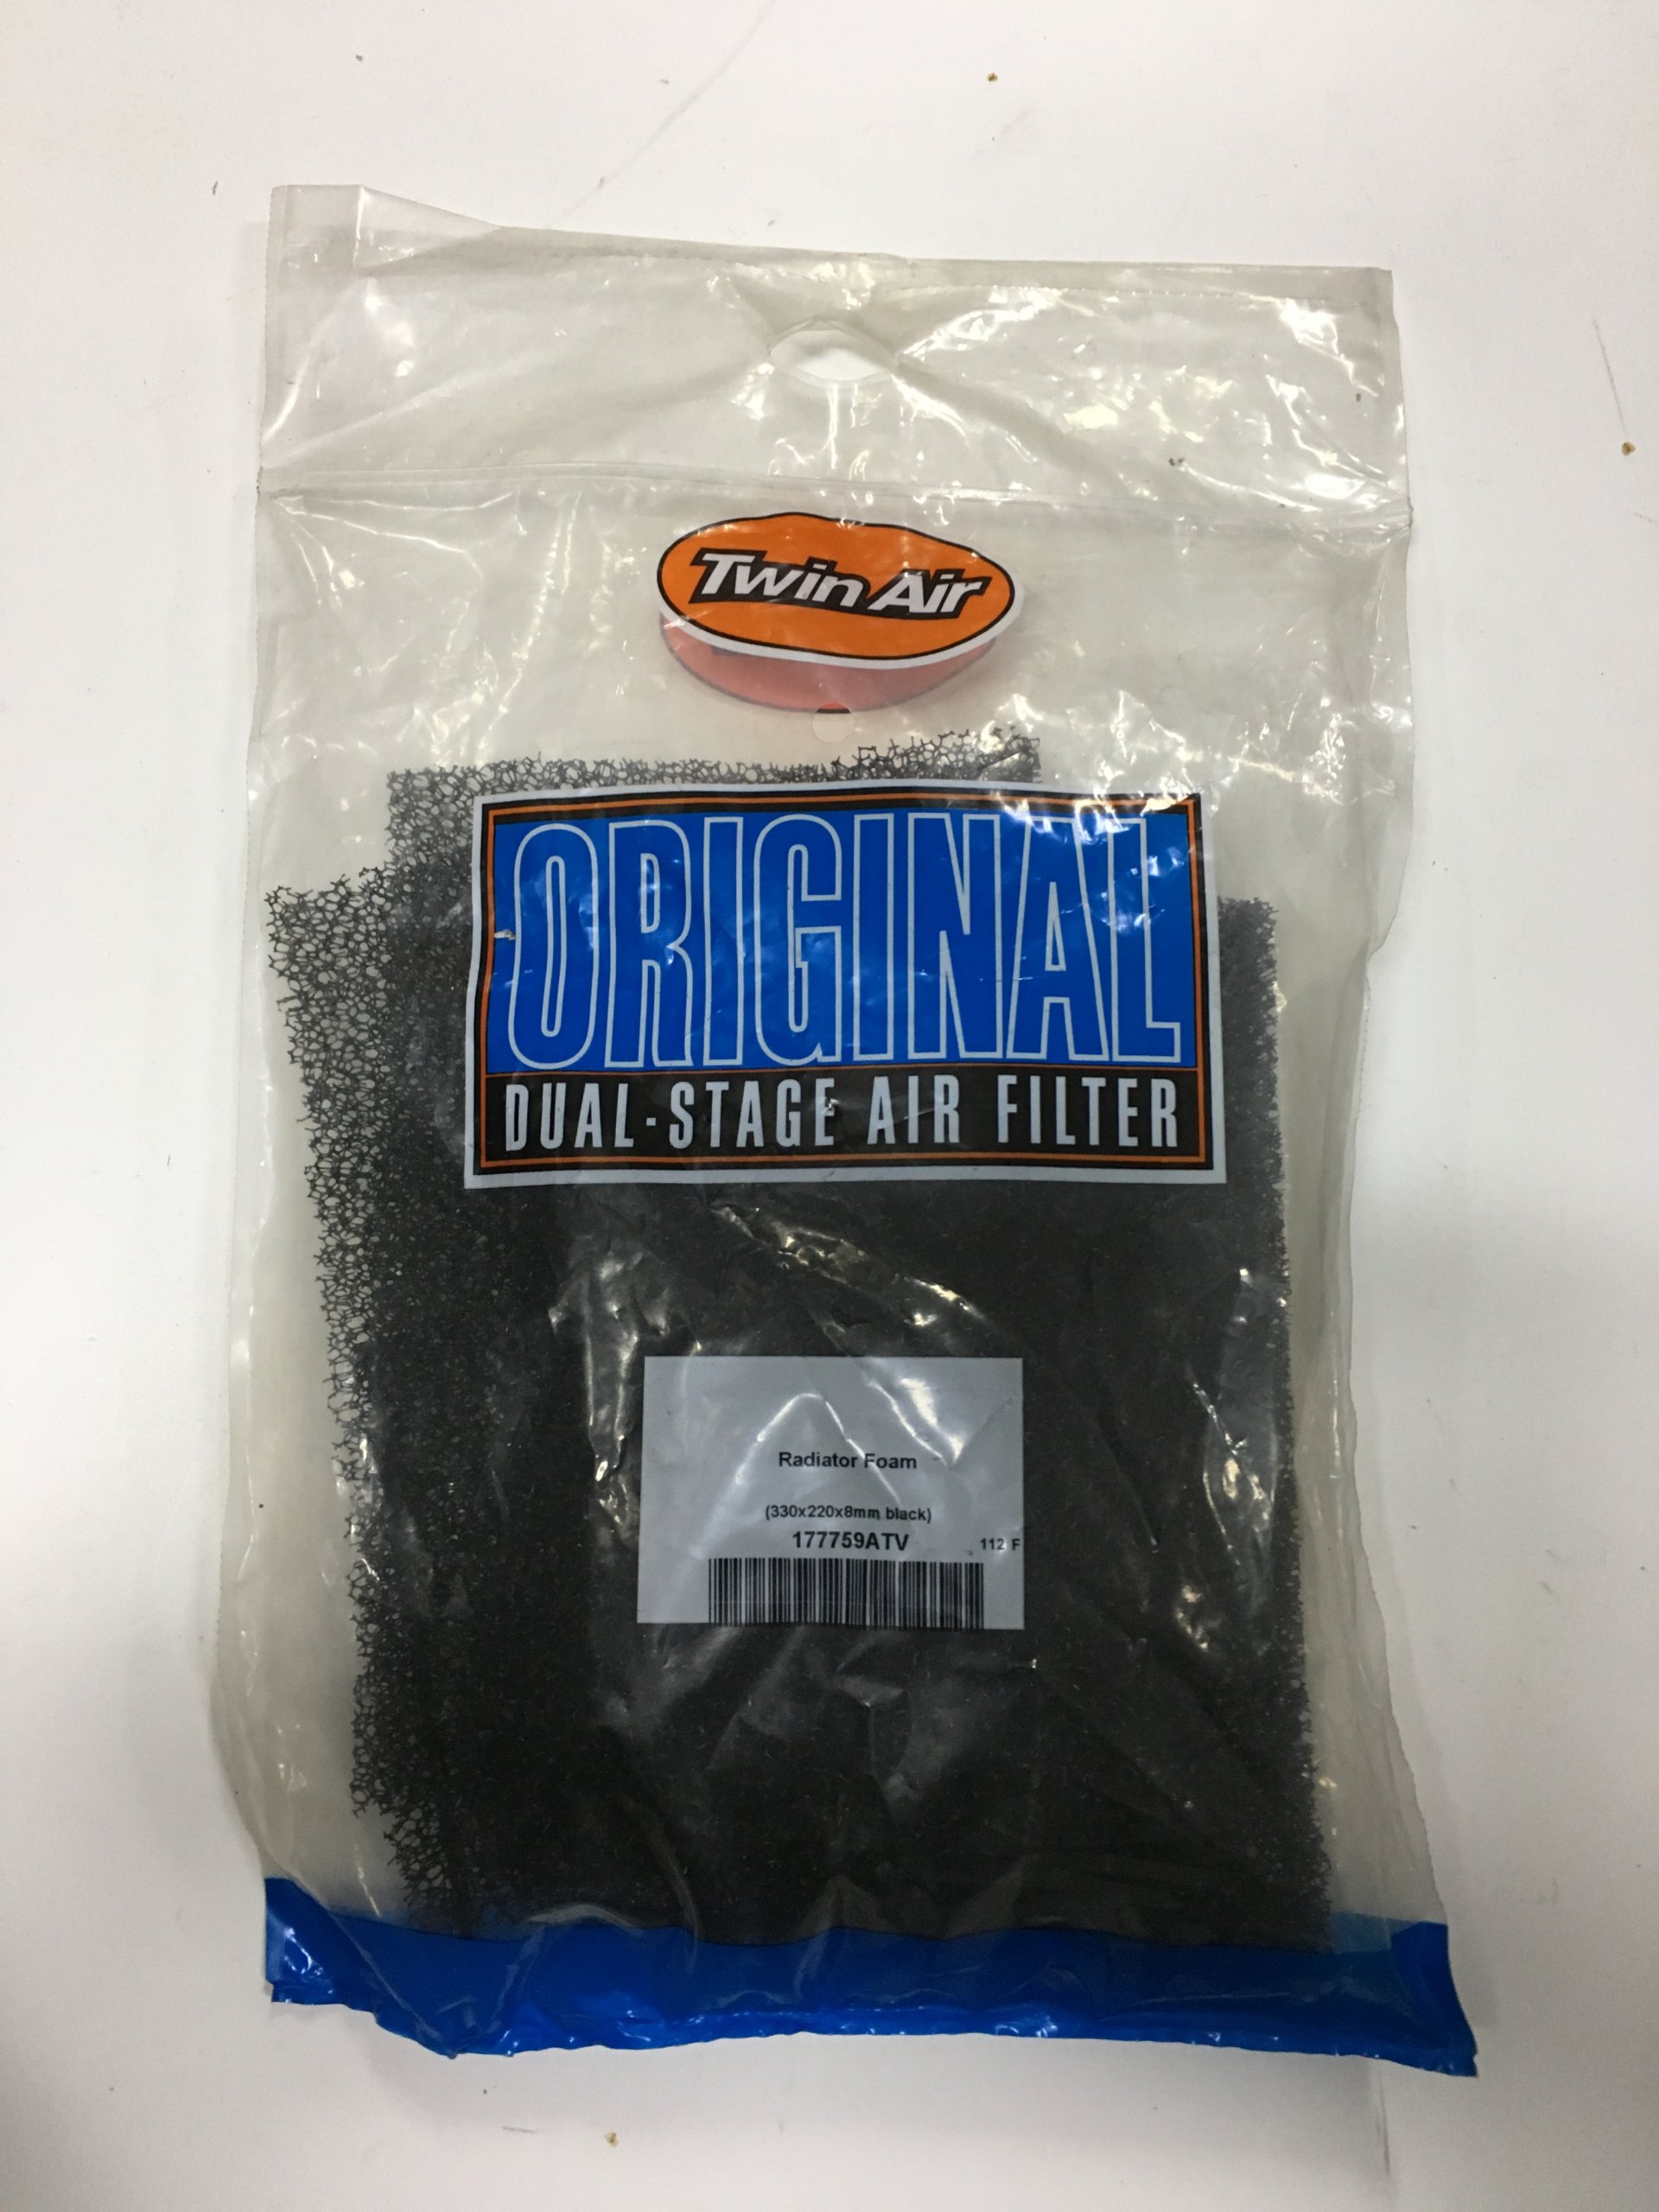 Twin Air
ORIGINAL
DUAL-STAGE AIR FILTER
Radiator Foam
(330x220x8mm black)
177759ATV
112 F